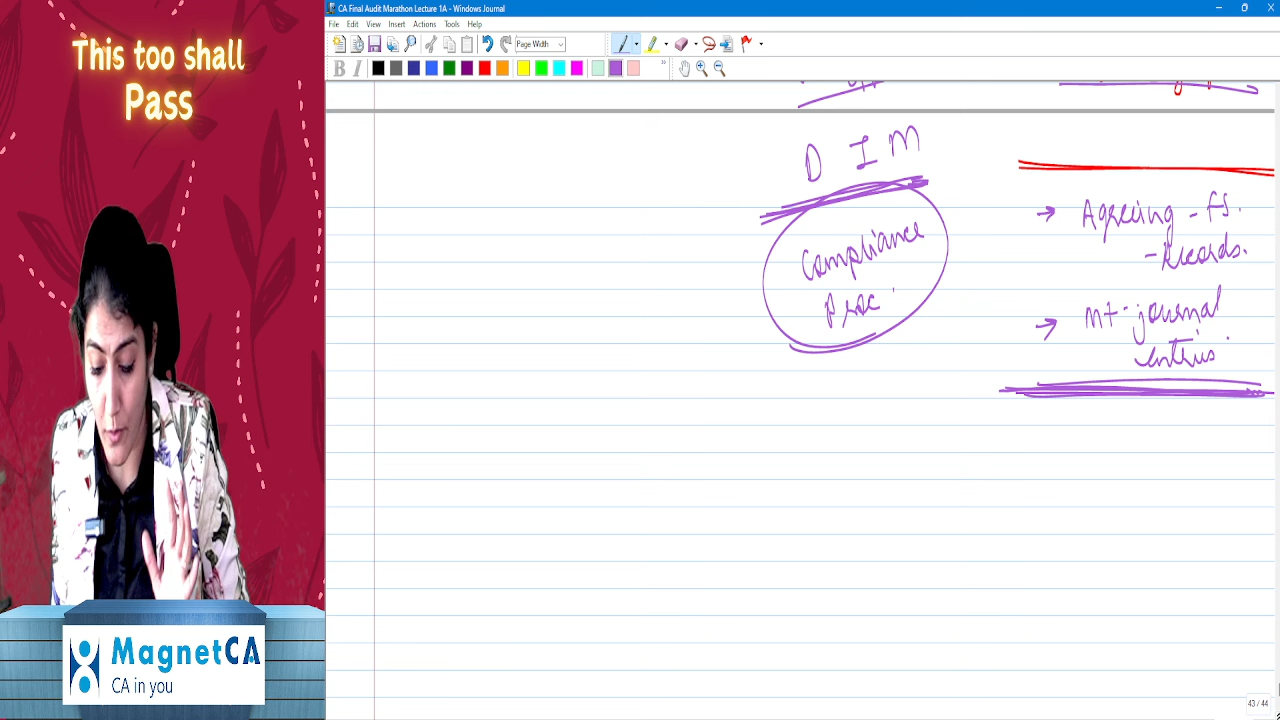 CA Final Audit Marathon Lecture 1A - Windows Journal
File Edit View Insert Actions Tools Help
Page Width
B I
This too shall
Pass
D I M
Compliance
Proc
→ Agreeing - FS.
- Records.
→ Mt - journal
entries.
MagnetCA
CA in you
43 / 44